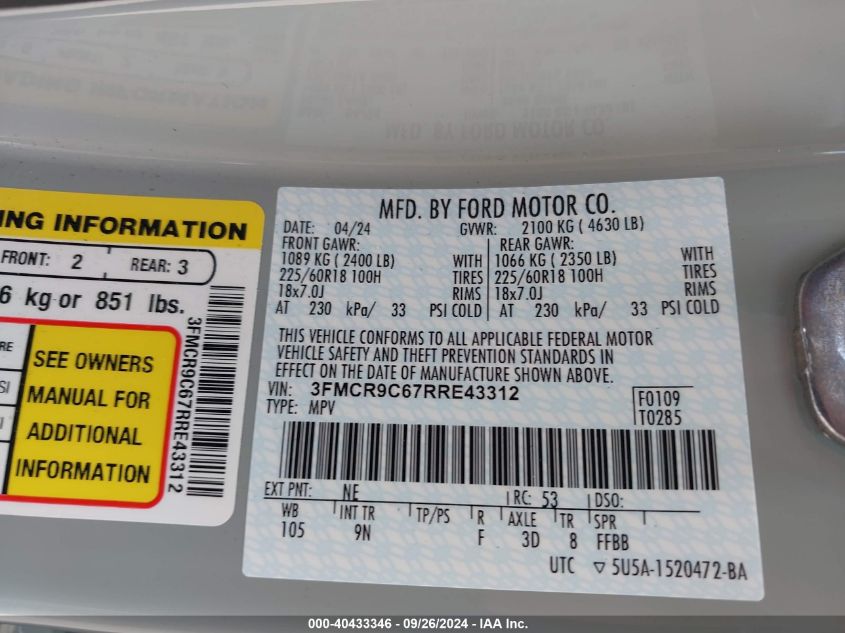 MFD. BY FORD MOTOR CO.
DATE: 04/24 GVWR: 2100 KG ( 4630 LB)
FRONT GAWR: REAR GAWR:
1089 KG ( 2400 LB) WITH 1066 KG ( 2350 LB) WITH
225/60R18 100H TIRES 225/60R18 100H TIRES
18x7.0J RIMS 18x7.0J RIMS
AT 230 kPa/ 33 PSI COLD AT 230 kPa/ 33 PSI COLD
THIS VEHICLE CONFORMS TO ALL APPLICABLE FEDERAL MOTOR
VEHICLE SAFETY AND THEFT PREVENTION STANDARDS IN
EFFECT ON THE DATE OF MANUFACTURE SHOWN ABOVE.
VIN: 3FMCR9C67RRE43312 F0109
TYPE: MPV T0285
EXT PNT: NE RC: 53 DSO:
WB INT TR TP/PS R AXLE TR SPR
105 9N F 3D 8 FFBB
UTC ▽ 5U5A-1520472-BA
ING INFORMATION
FRONT: 2 REAR: 3
6 kg or 851 lbs.
RE
SI
SI
SEE OWNERS
MANUAL FOR
ADDITIONAL
INFORMATION
3FMCR9C67RRE43312
000-40433346 - 09/26/2024 - IAA Inc.